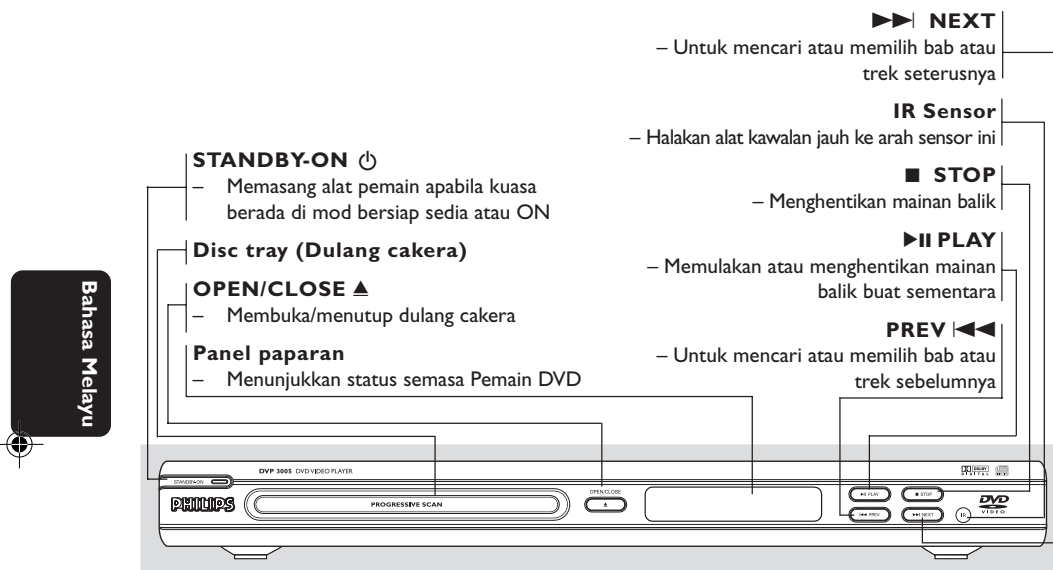 ▶▶| NEXT
– Untuk mencari atau memilih bab atau
trek seterusnya
IR Sensor
– Halakan alat kawalan jauh ke arah sensor ini
■ STOP
– Menghentikan mainan balik
▶II PLAY
– Memulakan atau menghentikan mainan
balik buat sementara
PREV |◀◀
– Untuk mencari atau memilih bab atau
trek sebelumnya
STANDBY-ON ⏻
– Memasang alat pemain apabila kuasa
berada di mod bersiap sedia atau ON
Disc tray (Dulang cakera)
OPEN/CLOSE ≜
– Membuka/menutup dulang cakera
Panel paparan
– Menunjukkan status semasa Pemain DVD
Bahasa Melayu
DVP 3005 DVD VIDEO PLAYER
STANDBY-ON
PHILIPS
PROGRESSIVE SCAN
OPEN/CLOSE
▶II PLAY
■ STOP
|◀◀ PREV
▶▶| NEXT
IR
DOLBY
DIGITAL
DVD
VIDEO